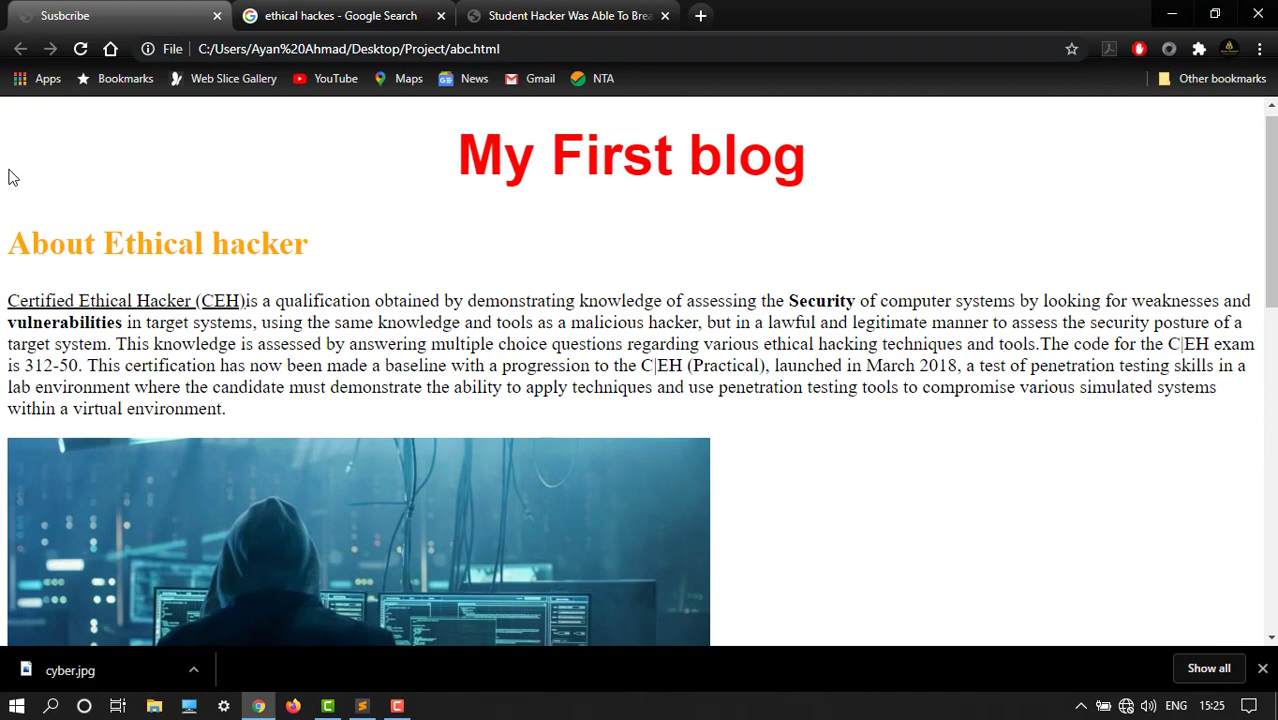 Susbcribe
ethical hackes - Google Search
Student Hacker Was Able To Brea
File C:/Users/Ayan%20Ahmad/Desktop/Project/abc.html
Apps Bookmarks Web Slice Gallery YouTube Maps News Gmail NTA Other bookmarks
My First blog
About Ethical hacker
Certified Ethical Hacker (CEH)is a qualification obtained by demonstrating knowledge of assessing the Security of computer systems by looking for weaknesses and
vulnerabilities in target systems, using the same knowledge and tools as a malicious hacker, but in a lawful and legitimate manner to assess the security posture of a
target system. This knowledge is assessed by answering multiple choice questions regarding various ethical hacking techniques and tools.The code for the C|EH exam
is 312-50. This certification has now been made a baseline with a progression to the C|EH (Practical), launched in March 2018, a test of penetration testing skills in a
lab environment where the candidate must demonstrate the ability to apply techniques and use penetration testing tools to compromise various simulated systems
within a virtual environment.
cyber.jpg
Show all
ENG 15:25